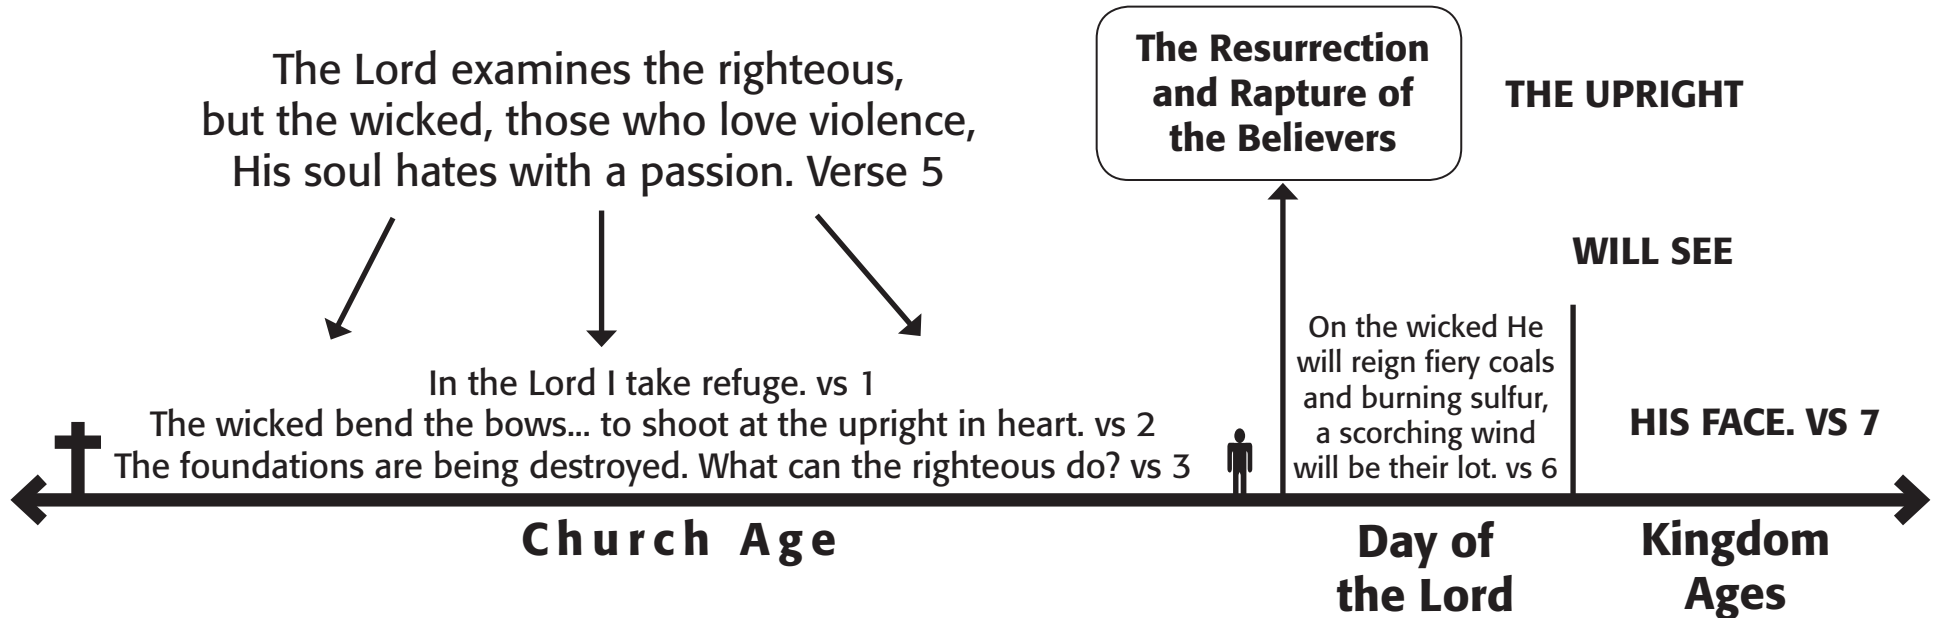 The Lord examines the righteous,
but the wicked, those who love violence,
His soul hates with a passion. Verse 5
The Resurrection
and Rapture of
the Believers
THE UPRIGHT
WILL SEE
HIS FACE. VS 7
In the Lord I take refuge. vs 1
The wicked bend the bows... to shoot at the upright in heart. vs 2
The foundations are being destroyed. What can the righteous do? vs 3
On the wicked He
will reign fiery coals
and burning sulfur,
a scorching wind
will be their lot. vs 6
Church Age
Day of
the Lord
Kingdom
Ages